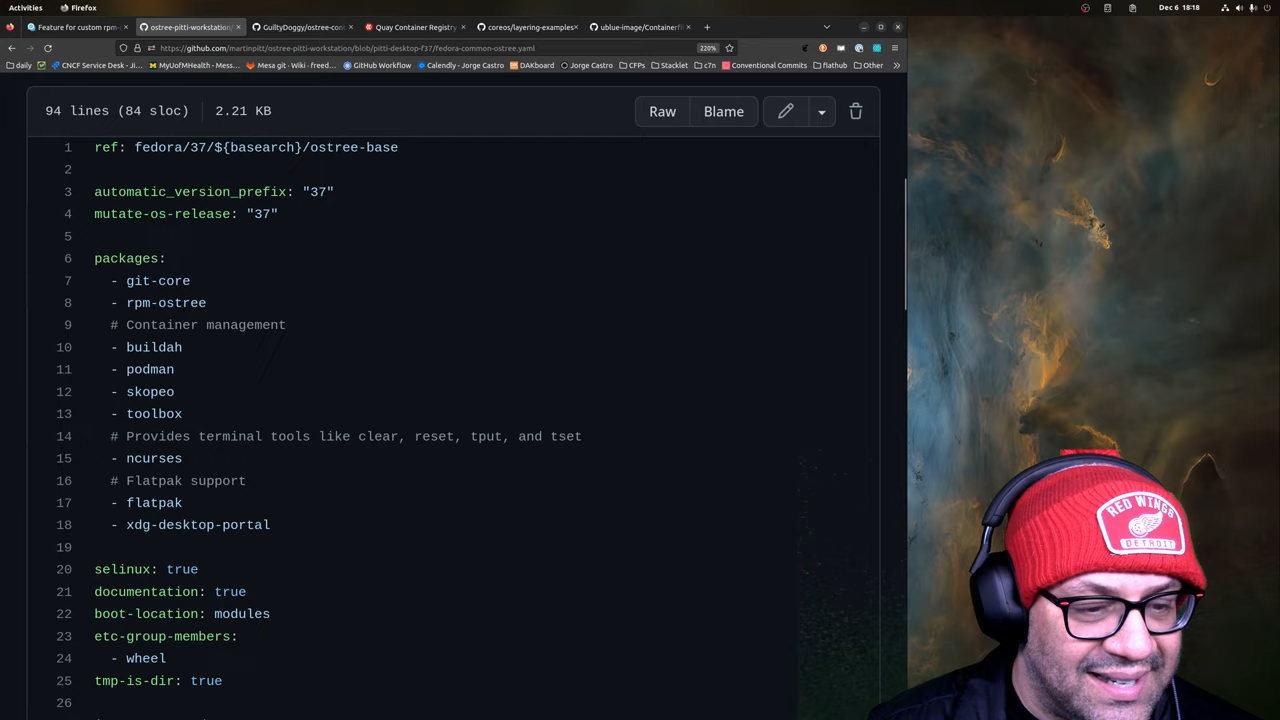 Activities
Firefox
Dec 6 18:18
Feature for custom rpm-
ostree-pitti-workstation/
GuiltyDoggy/ostree-con
Quay Container Registry
coreos/layering-examples
ublue-image/Containerfi
https://github.com/martinpitt/ostree-pitti-workstation/blob/pitti-desktop-f37/fedora-common-ostree.yaml
220%
daily
CNCF Service Desk - Ji...
MyUofMHealth - Mess...
Mesa git - Wiki - freed...
GitHub Workflow
Calendly - Jorge Castro
DAKboard
Jorge Castro
CFPs
Stacklet
c7n
Conventional Commits
flathub
Other
94 lines (84 sloc)
2.21 KB
Raw
Blame
1 ref: fedora/37/${basearch}/ostree-base
2
3 automatic_version_prefix: "37"
4 mutate-os-release: "37"
5
6 packages:
7 - git-core
8 - rpm-ostree
9 # Container management
10 - buildah
11 - podman
12 - skopeo
13 - toolbox
14 # Provides terminal tools like clear, reset, tput, and tset
15 - ncurses
16 # Flatpak support
17 - flatpak
18 - xdg-desktop-portal
19
20 selinux: true
21 documentation: true
22 boot-location: modules
23 etc-group-members:
24 - wheel
25 tmp-is-dir: true
26
RED WINGS
DETROIT